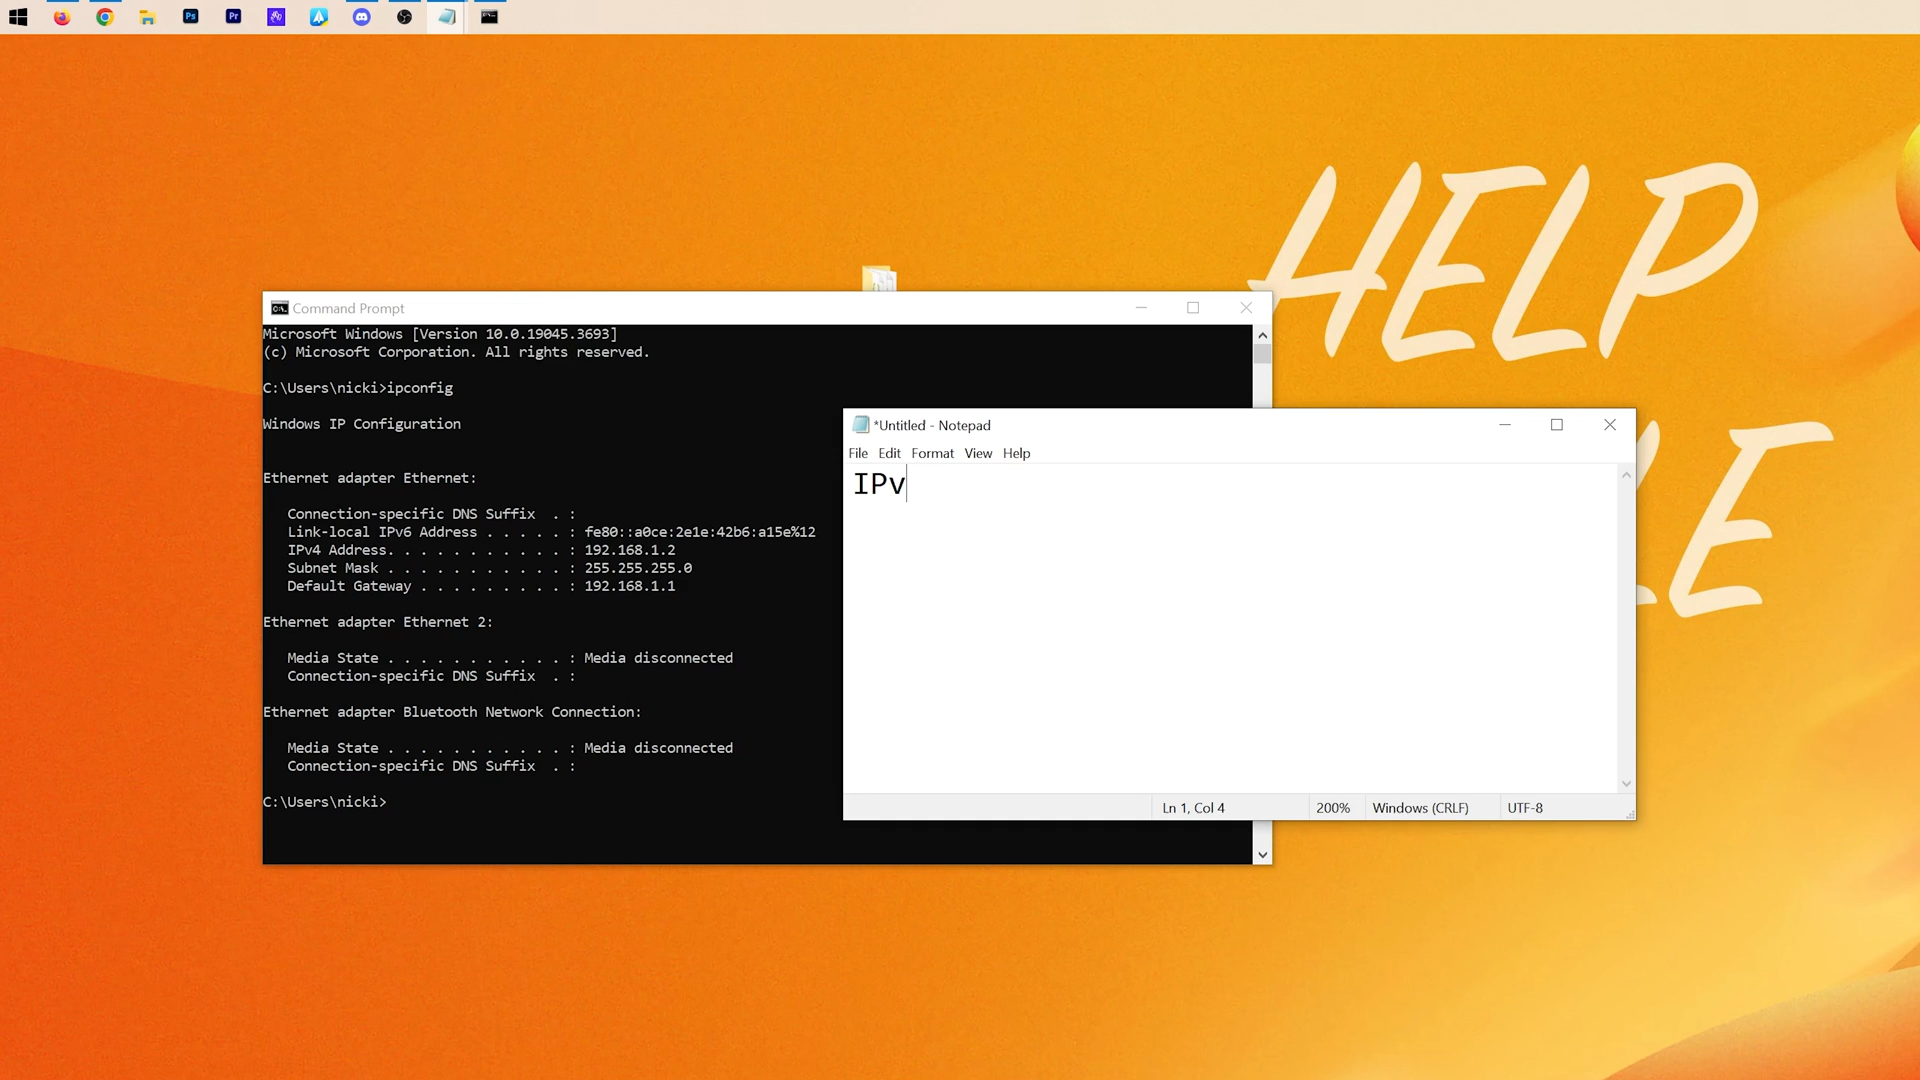 Ps
Pr
HELP
LE
Command Prompt
Microsoft Windows [Version 10.0.19045.3693]
(c) Microsoft Corporation. All rights reserved.
C:\Users\nicki>ipconfig
Windows IP Configuration
Ethernet adapter Ethernet:
Connection-specific DNS Suffix  . :
Link-local IPv6 Address . . . . . : fe80::a0ce:2e1e:42b6:a15e%12
IPv4 Address. . . . . . . . . . . : 192.168.1.2
Subnet Mask . . . . . . . . . . . : 255.255.255.0
Default Gateway . . . . . . . . . : 192.168.1.1
Ethernet adapter Ethernet 2:
Media State . . . . . . . . . . . : Media disconnected
Connection-specific DNS Suffix  . :
Ethernet adapter Bluetooth Network Connection:
Media State . . . . . . . . . . . : Media disconnected
Connection-specific DNS Suffix  . :
C:\Users\nicki>
*Untitled - Notepad
File Edit Format View Help
IPv
Ln 1, Col 4 200% Windows (CRLF) UTF-8